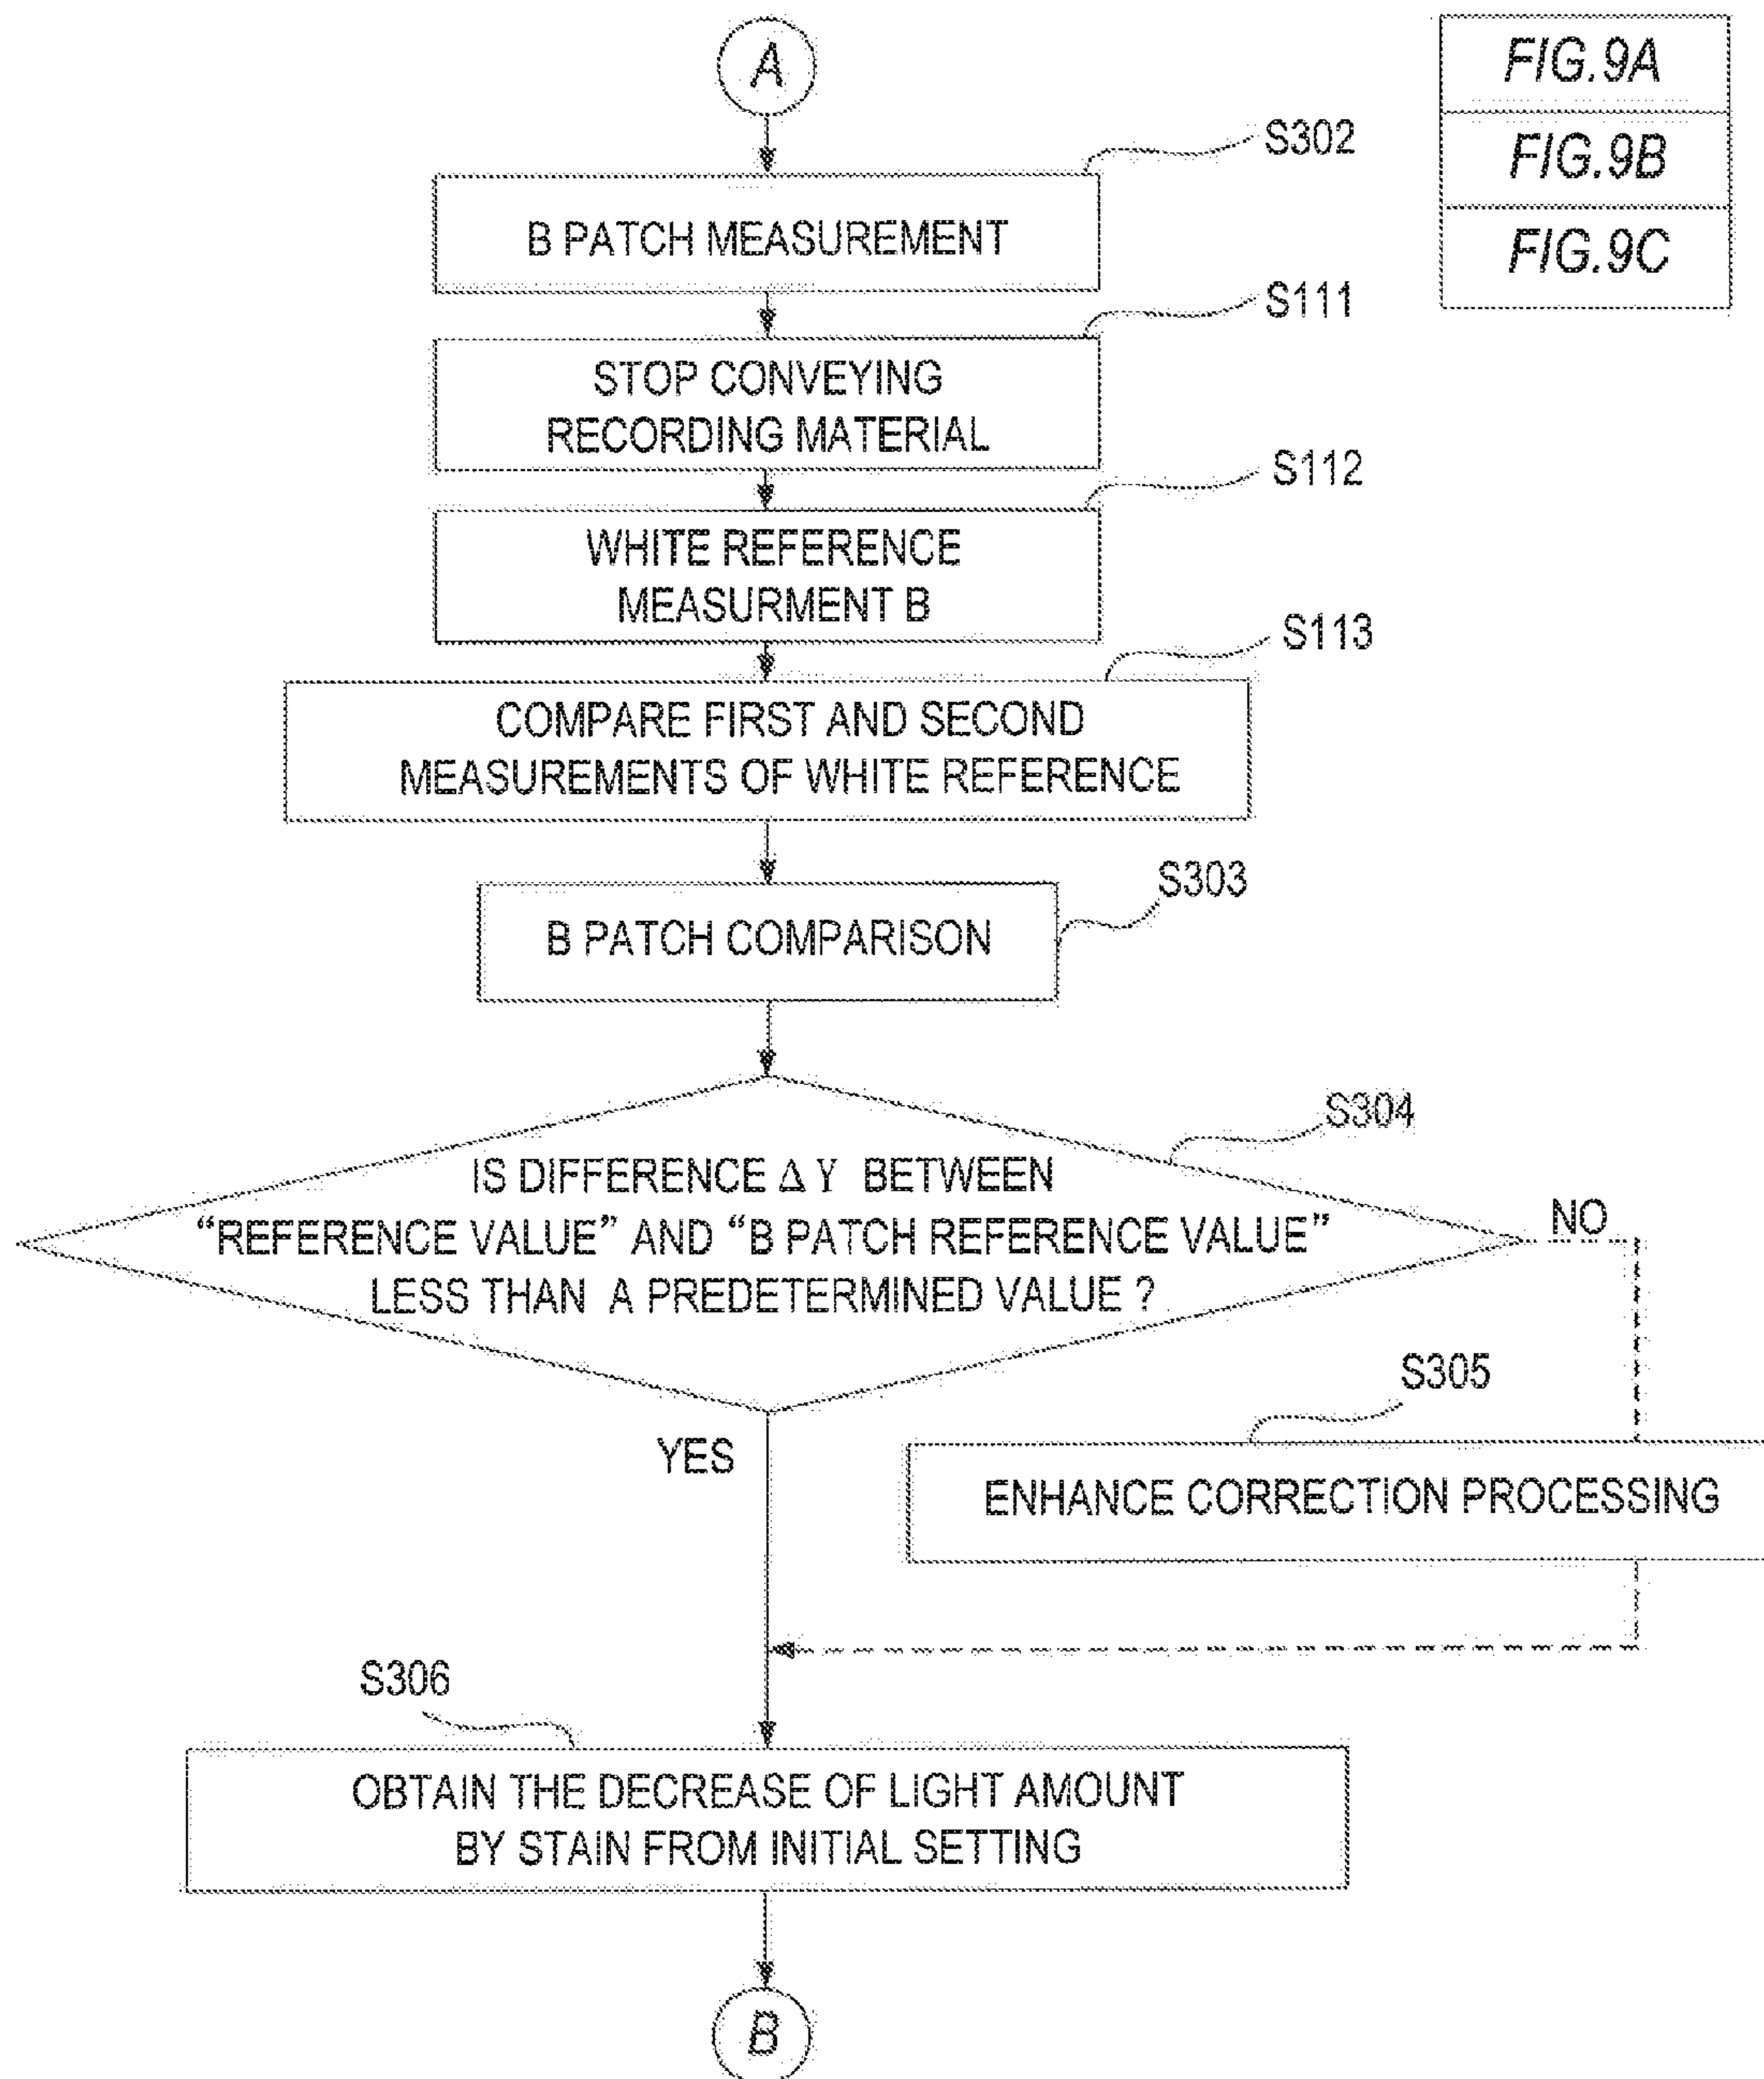 A
FIG.9A
FIG.9B
FIG.9C
S302
B PATCH MEASUREMENT
S111
STOP CONVEYING
RECORDING MATERIAL
S112
WHITE REFERENCE
MEASURMENT B
S113
COMPARE FIRST AND SECOND
MEASUREMENTS OF WHITE REFERENCE
S303
B PATCH COMPARISON
S304
IS DIFFERENCE Δ Y BETWEEN
“REFERENCE VALUE” AND “B PATCH REFERENCE VALUE”
LESS THAN A PREDETERMINED VALUE ?
NO
YES
S305
ENHANCE CORRECTION PROCESSING
S306
OBTAIN THE DECREASE OF LIGHT AMOUNT
BY STAIN FROM INITIAL SETTING
B